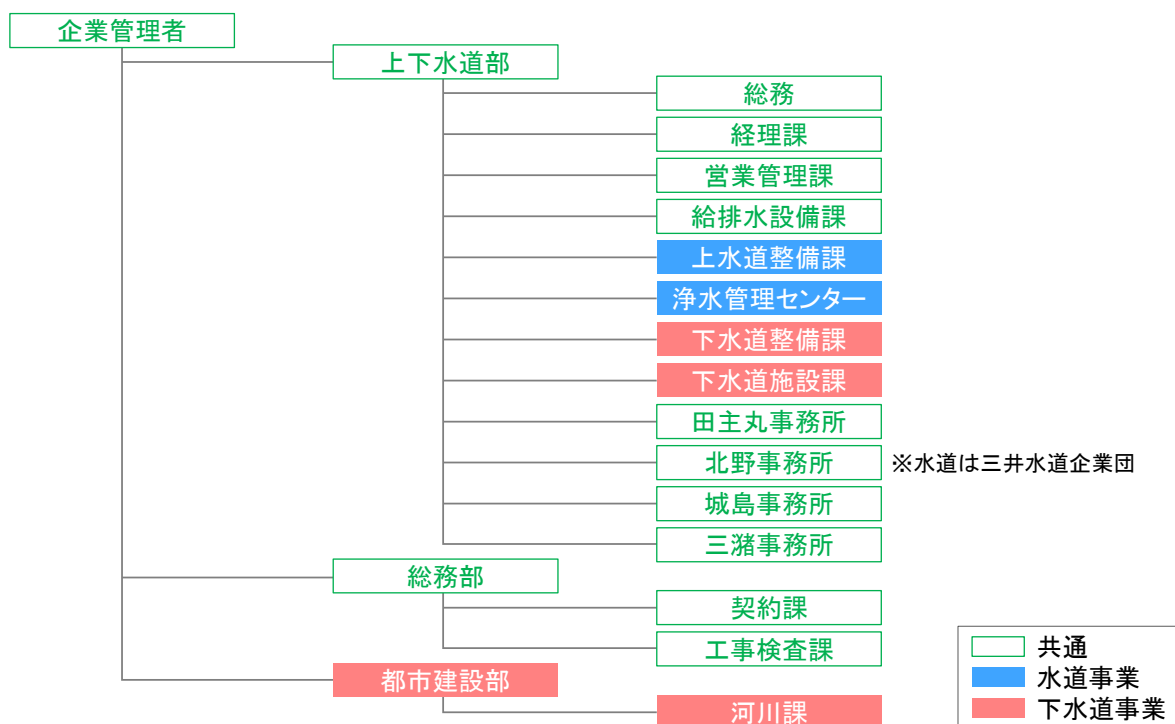 企業管理者
上下水道部
総務
経理課
営業管理課
給排水設備課
上水道整備課
浄水管理センター
下水道整備課
下水道施設課
田主丸事務所
北野事務所 ※水道は三井水道企業団
城島事務所
三潴事務所
総務部
契約課
工事検査課
都市建設部
河川課
共通
水道事業
下水道事業